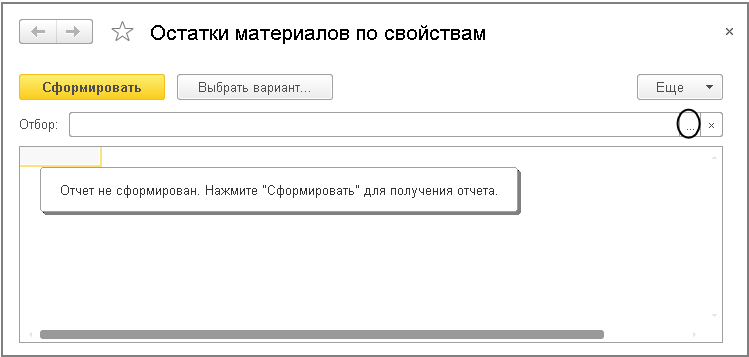 Остатки материалов по свойствам
Сформировать
Выбрать вариант...
Еще
Отбор:
...
Отчет не сформирован. Нажмите "Сформировать" для получения отчета.